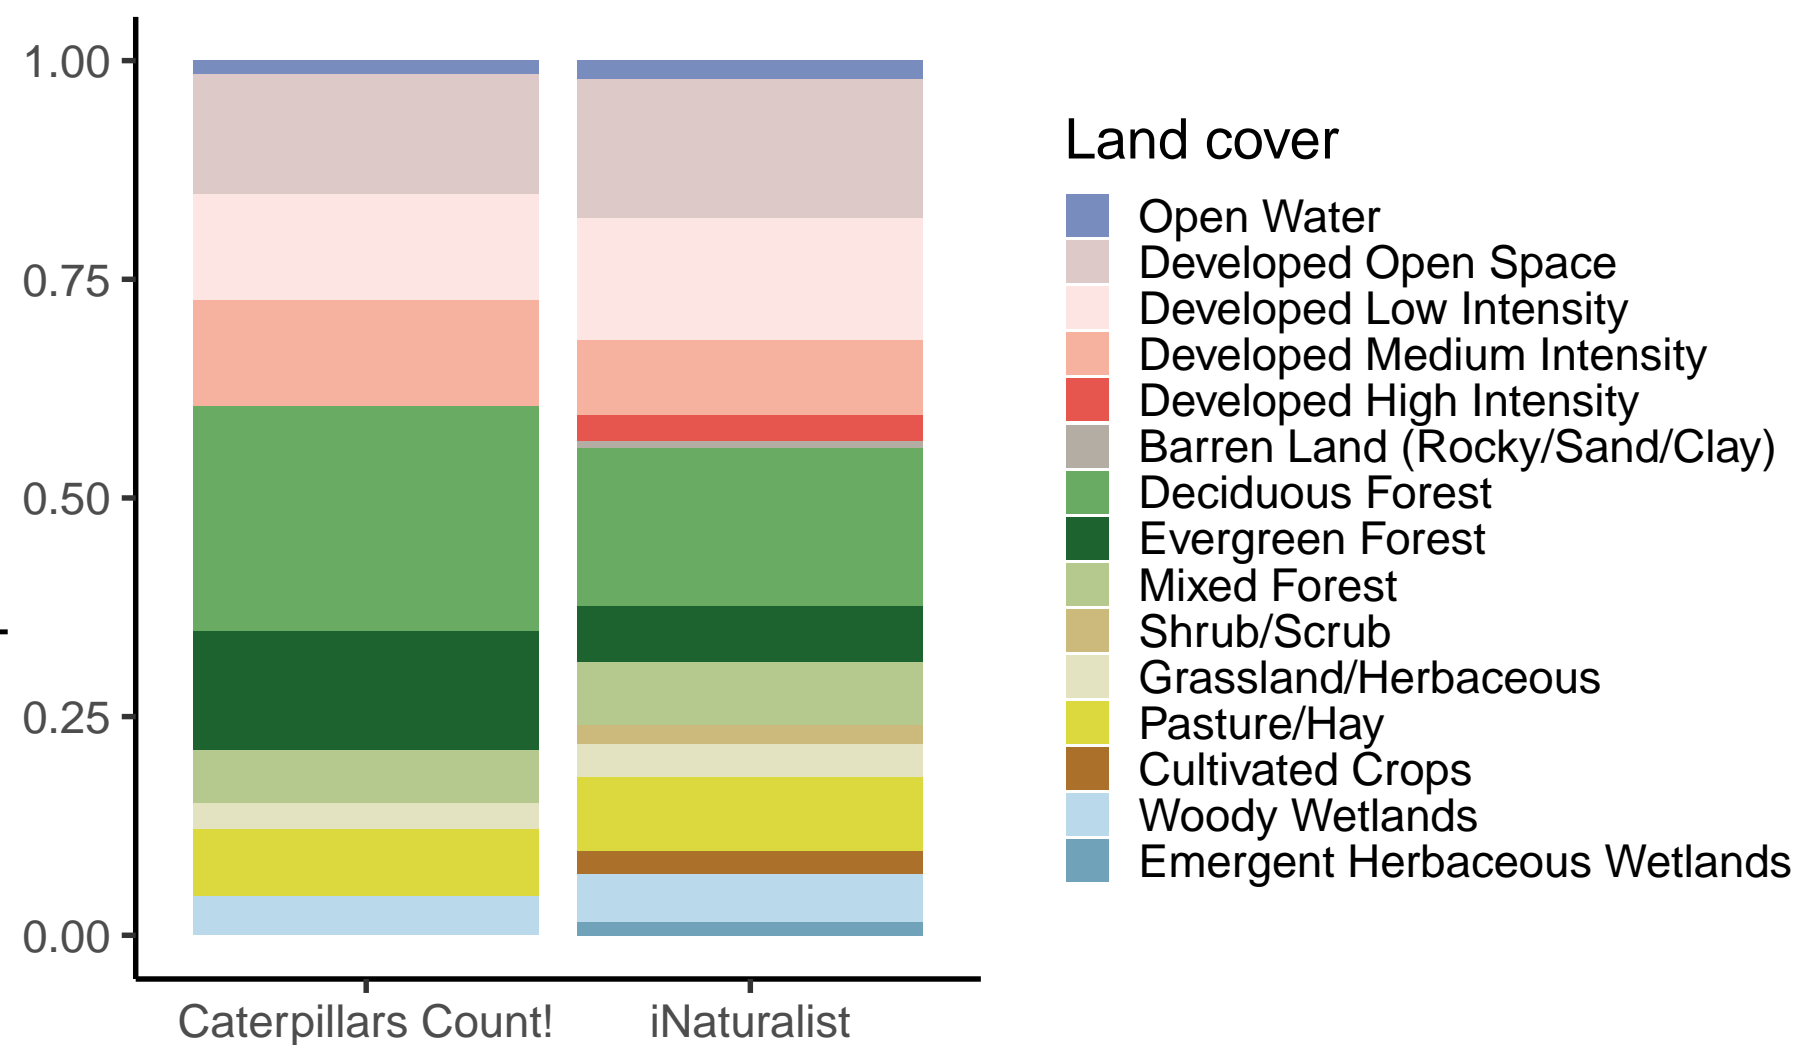 1.00
0.75
0.50
0.25
0.00
Caterpillars Count!
iNaturalist
Land cover
Open Water
Developed Open Space
Developed Low Intensity
Developed Medium Intensity
Developed High Intensity
Barren Land (Rocky/Sand/Clay)
Deciduous Forest
Evergreen Forest
Mixed Forest
Shrub/Scrub
Grassland/Herbaceous
Pasture/Hay
Cultivated Crops
Woody Wetlands
Emergent Herbaceous Wetlands